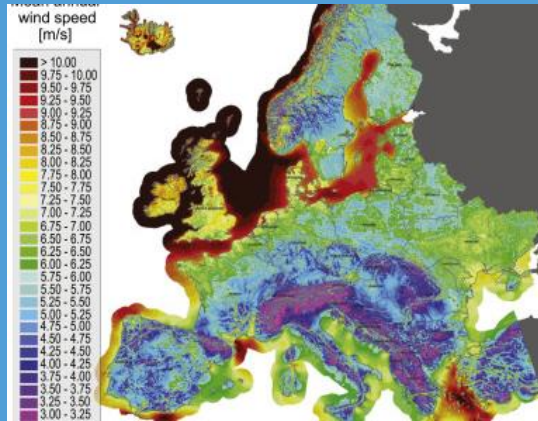 Mean annual
wind speed
[m/s]
> 10.00
9.75 - 10.00
9.50 - 9.75
9.25 - 9.50
9.00 - 9.25
8.75 - 9.00
8.50 - 8.75
8.25 - 8.50
8.00 - 8.25
7.75 - 8.00
7.50 - 7.75
7.25 - 7.50
7.00 - 7.25
6.75 - 7.00
6.50 - 6.75
6.25 - 6.50
6.00 - 6.25
5.75 - 6.00
5.50 - 5.75
5.25 - 5.50
5.00 - 5.25
4.75 - 5.00
4.50 - 4.75
4.25 - 4.50
4.00 - 4.25
3.75 - 4.00
3.50 - 3.75
3.25 - 3.50
3.00 - 3.25